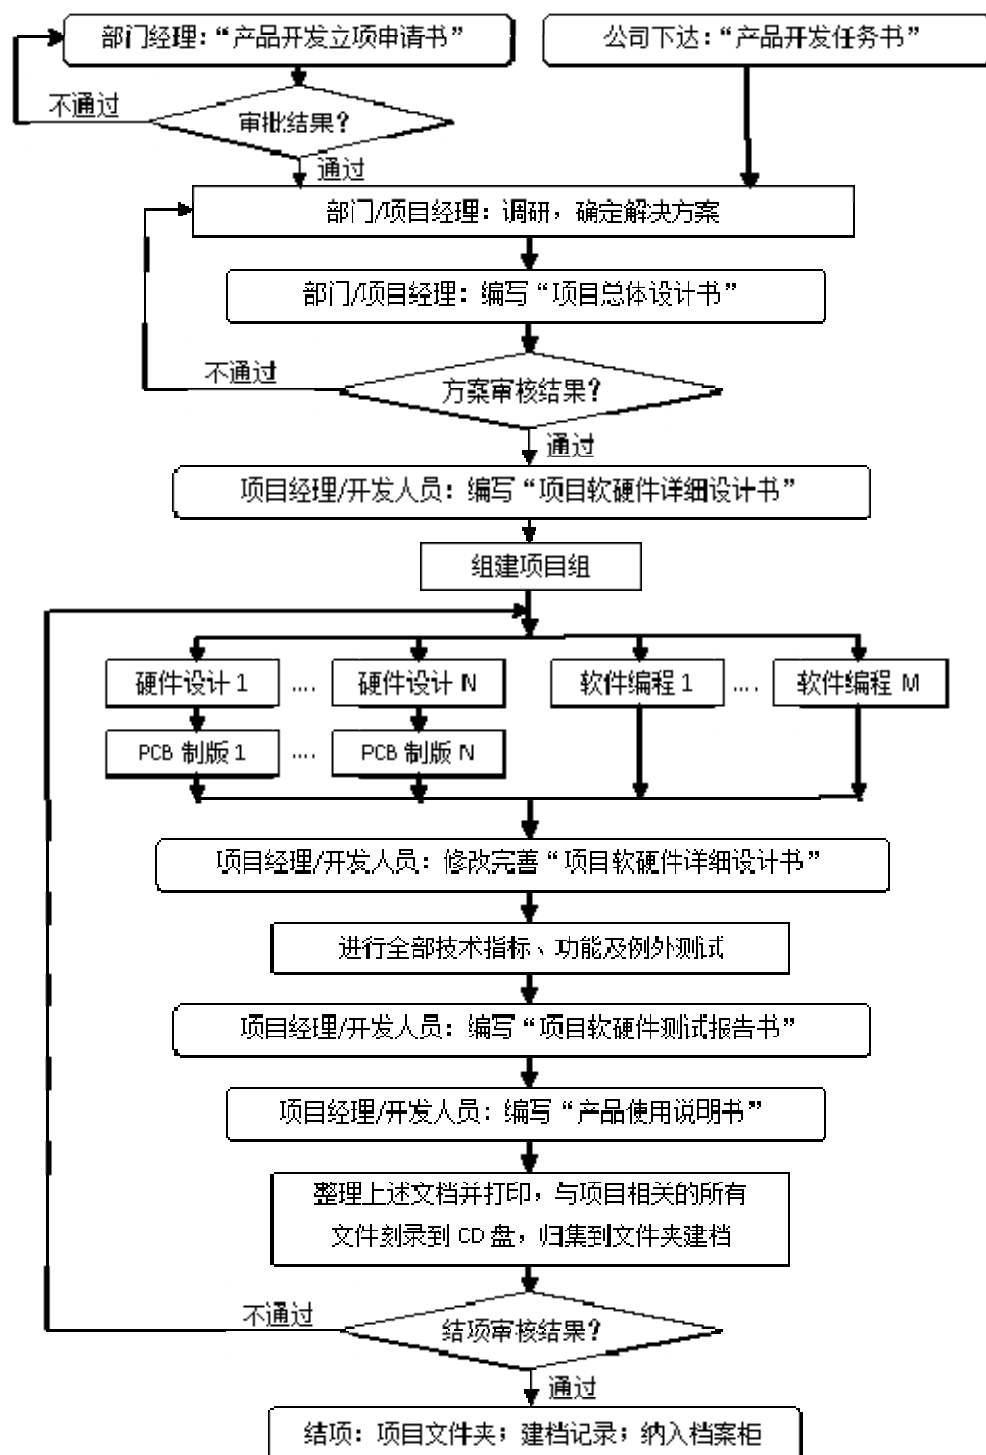 部门经理：“产品开发立项申请书”
公司下达：“产品开发任务书”
不通过
审批结果？
通过
部门/项目经理：调研，确定解决方案
部门/项目经理：编写“项目总体设计书”
不通过
方案审核结果？
通过
项目经理/开发人员：编写“项目软硬件详细设计书”
组建项目组
硬件设计 1 .... 硬件设计 N 软件编程 1 .... 软件编程 M
PCB 制版 1 .... PCB 制版 N
项目经理/开发人员：修改完善“项目软硬件详细设计书”
进行全部技术指标、功能及例外测试
项目经理/开发人员：编写“项目软硬件测试报告书”
项目经理/开发人员：编写“产品使用说明书”
整理上述文档并打印，与项目相关的所有
文件刻录到 CD 盘，归集到文件夹建档
不通过
结项审核结果？
通过
结项：项目文件夹；建档记录；纳入档案柜